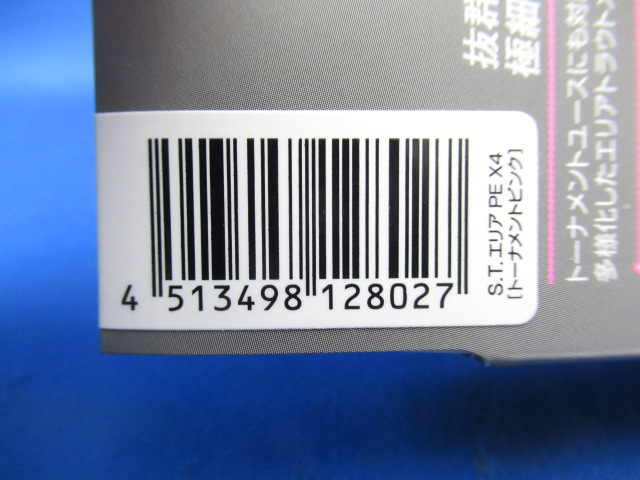 抜群
極細
トーナメントユースにも対
多様化したエリアトラウト
S.T.エリア PE X4
[トーナメントピンク]
4 513498 128027